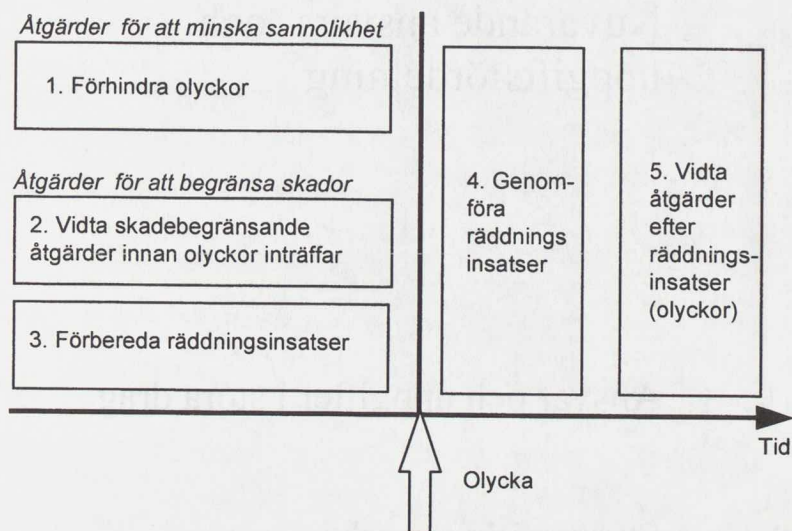 Åtgärder för att minska sannolikhet
1. Förhindra olyckor
Åtgärder för att begränsa skador
2. Vidta skadebegränsande
åtgärder innan olyckor inträffar
3. Förbereda räddningsinsatser
4. Genom-
föra
räddnings
insatser
5. Vidta
åtgärder
efter
räddnings-
insatser
(olyckor)
Tid
Olycka